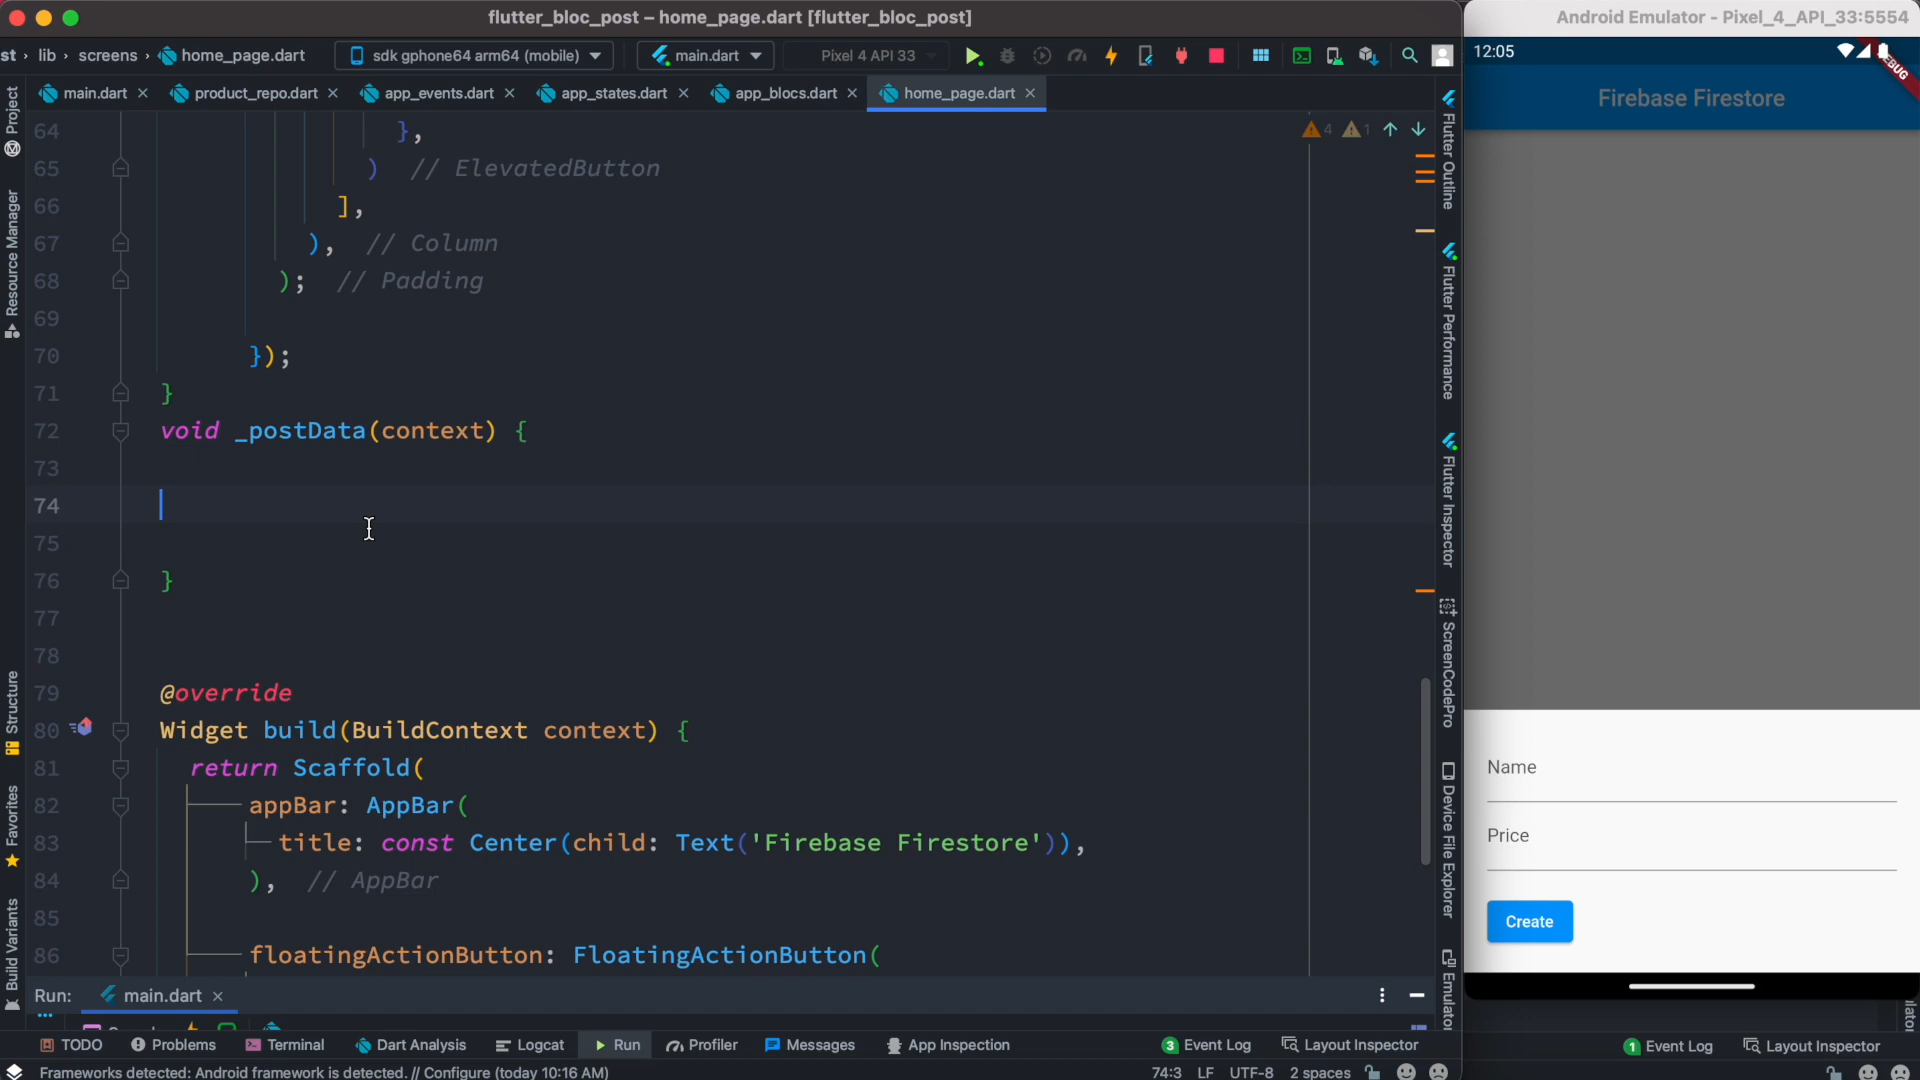 flutter_bloc_post – home_page.dart [flutter_bloc_post]
Android Emulator - Pixel_4_API_33:5554
st › lib › screens › home_page.dart
sdk gphone64 arm64 (mobile)
main.dart
Pixel 4 API 33
main.dart
product_repo.dart
app_events.dart
app_states.dart
app_blocs.dart
home_page.dart
4
1
64 },
65 ) // ElevatedButton
66 ],
67 ), // Column
68 ); // Padding
69
70 });
71 }
72 void _postData(context) {
73
74
75
76 }
77
78
79 @override
80 Widget build(BuildContext context) {
81 return Scaffold(
82 appBar: AppBar(
83 title: const Center(child: Text('Firebase Firestore')),
84 ), // AppBar
85
86 floatingActionButton: FloatingActionButton(
Project
Resource Manager
Structure
Favorites
Build Variants
Flutter Outline
Flutter Performance
Flutter Inspector
ScreenCodePro
Device File Explorer
Emulator
Run:
main.dart
TODO
Problems
Terminal
Dart Analysis
Logcat
Run
Profiler
Messages
App Inspection
3 Event Log
Layout Inspector
Frameworks detected: Android framework is detected. // Configure (today 10:16 AM)
74:3
LF
UTF-8
2 spaces
12:05
DEBUG
Firebase Firestore
Name
Price
Create
1 Event Log
Layout Inspector